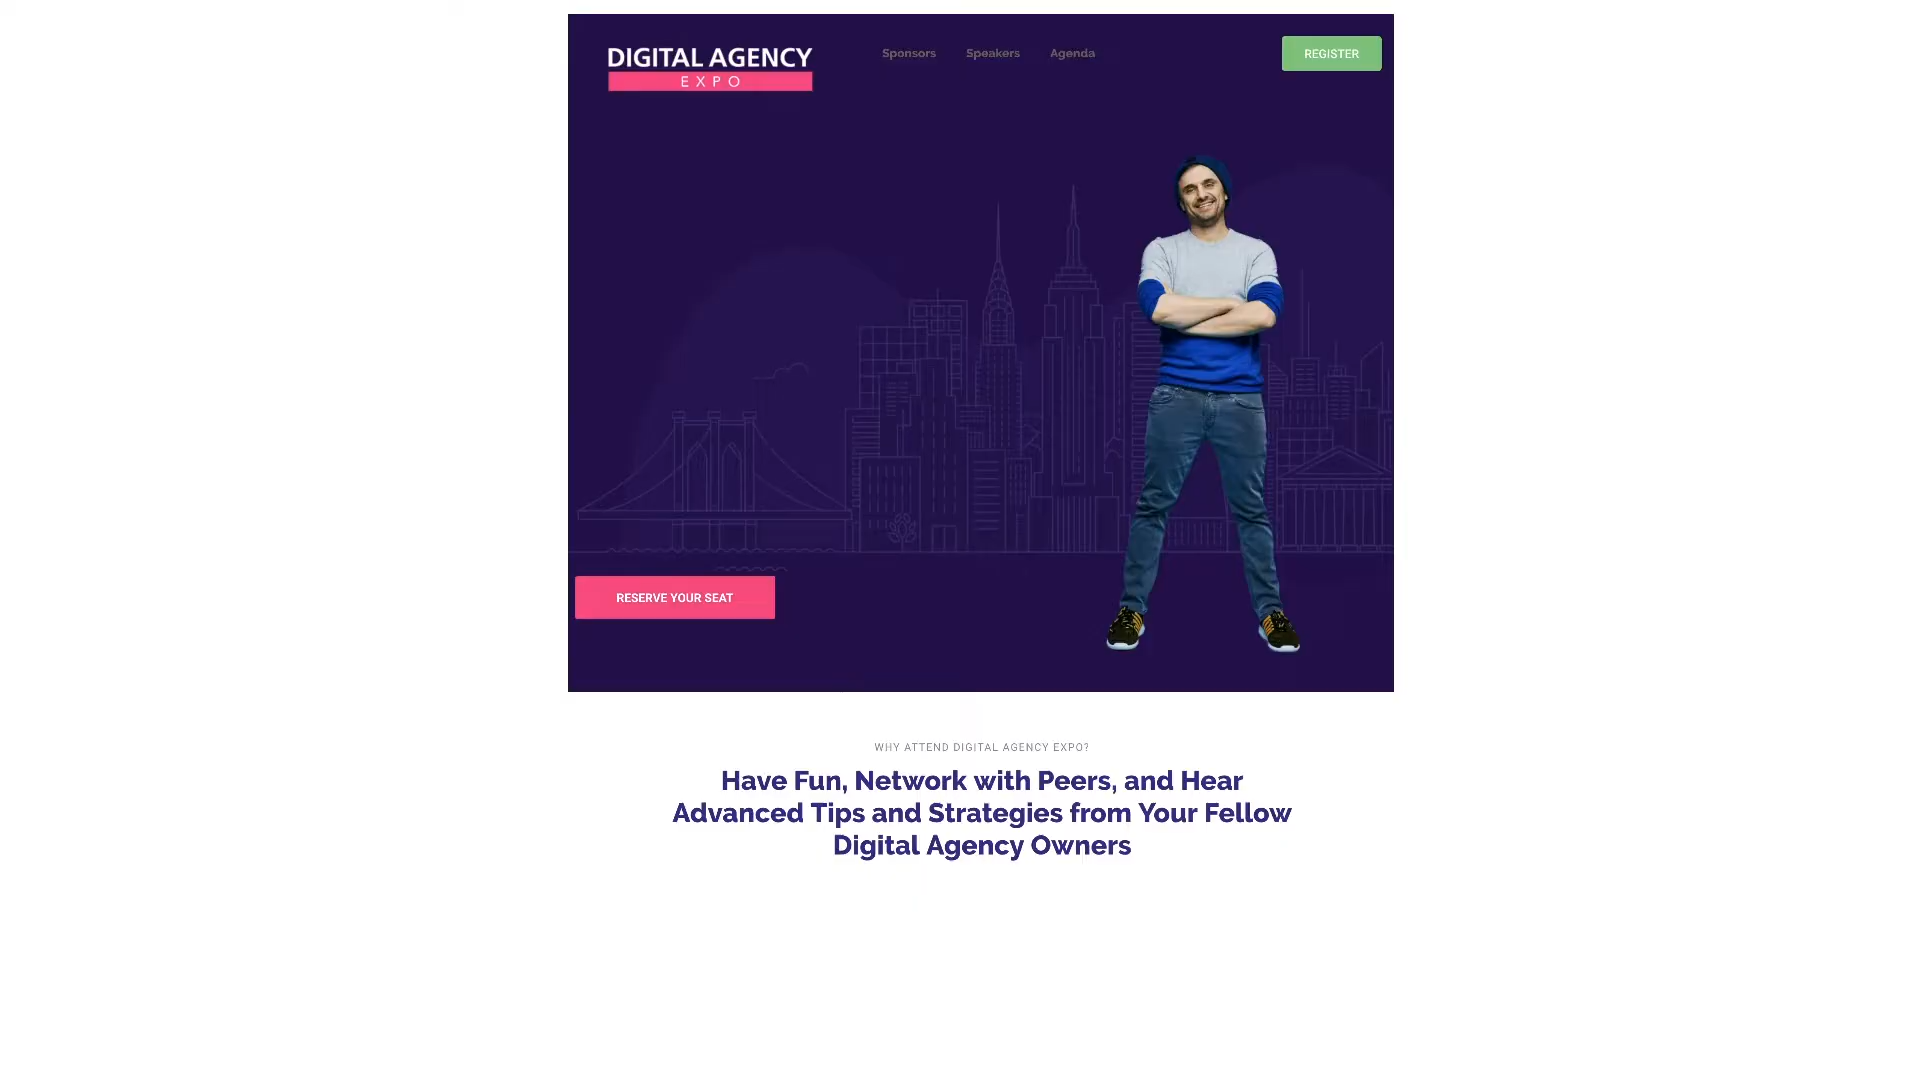 DIGITAL AGENCY
EXPO
Sponsors
Speakers
Agenda
REGISTER
RESERVE YOUR SEAT
WHY ATTEND DIGITAL AGENCY EXPO?
Have Fun, Network with Peers, and Hear
Advanced Tips and Strategies from Your Fellow
Digital Agency Owners